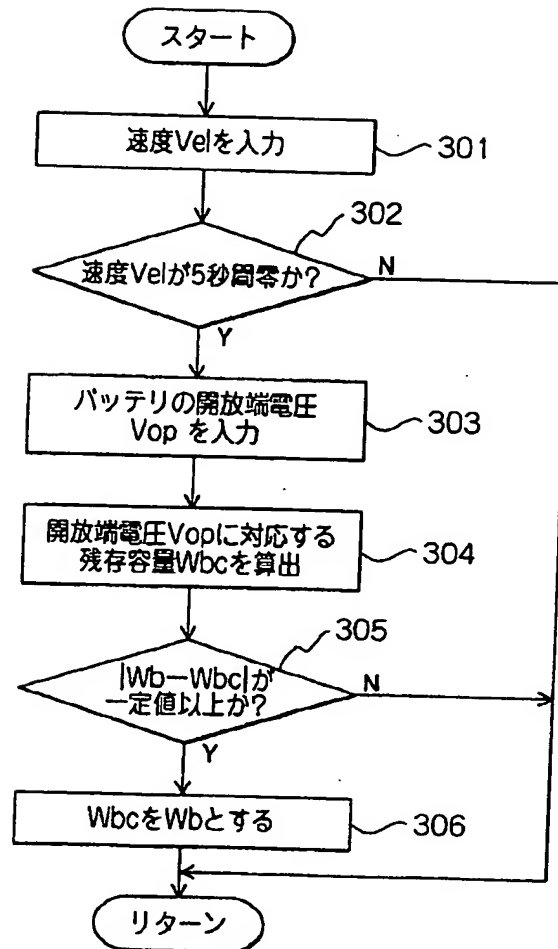 スタート
速度Velを入力
301
302
速度Velが5秒間零か?
N
Y
バッテリの開放端電圧
Vop を入力
303
開放端電圧Vopに対応する
残存容量Wbcを算出
304
305
|Wb−Wbc|が
一定値以上か?
N
Y
WbcをWbとする
306
リターン